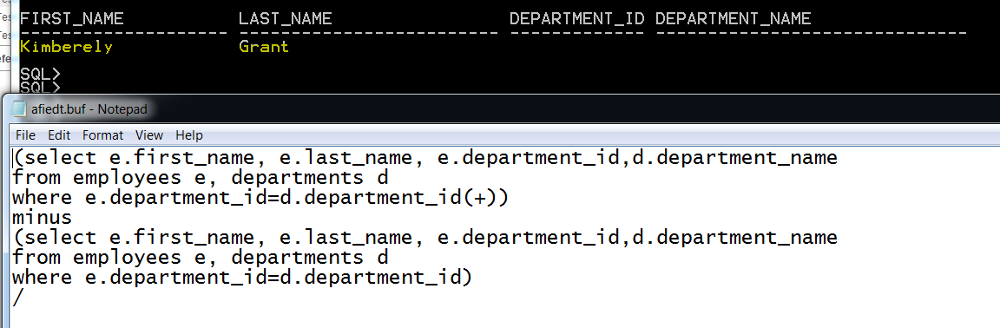 FIRST_NAME LAST_NAME DEPARTMENT_ID DEPARTMENT_NAME
-------------------- ------------------------- ------------- ------------------------------
Kimberely Grant
SQL>
SQL>
afiedt.buf - Notepad
File Edit Format View Help
(select e.first_name, e.last_name, e.department_id,d.department_name
from employees e, departments d
where e.department_id=d.department_id(+))
minus
(select e.first_name, e.last_name, e.department_id,d.department_name
from employees e, departments d
where e.department_id=d.department_id)
/